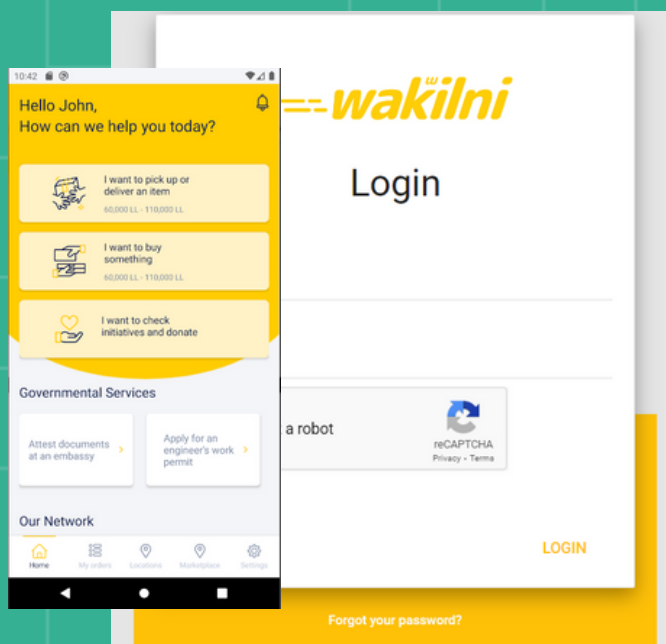 10:42
Hello John,
How can we help you today?
I want to pick up or
deliver an item
60,000 LL - 110,000 LL
I want to buy
something
60,000 LL - 110,000 LL
I want to check
initiatives and donate
Governmental Services
Attest documents
at an embassy
Apply for an
engineer's work
permit
Our Network
Home
My orders
Locations
Marketplace
Settings
wakilni
Login
a robot
reCAPTCHA
Privacy - Terms
LOGIN
Forgot your password?